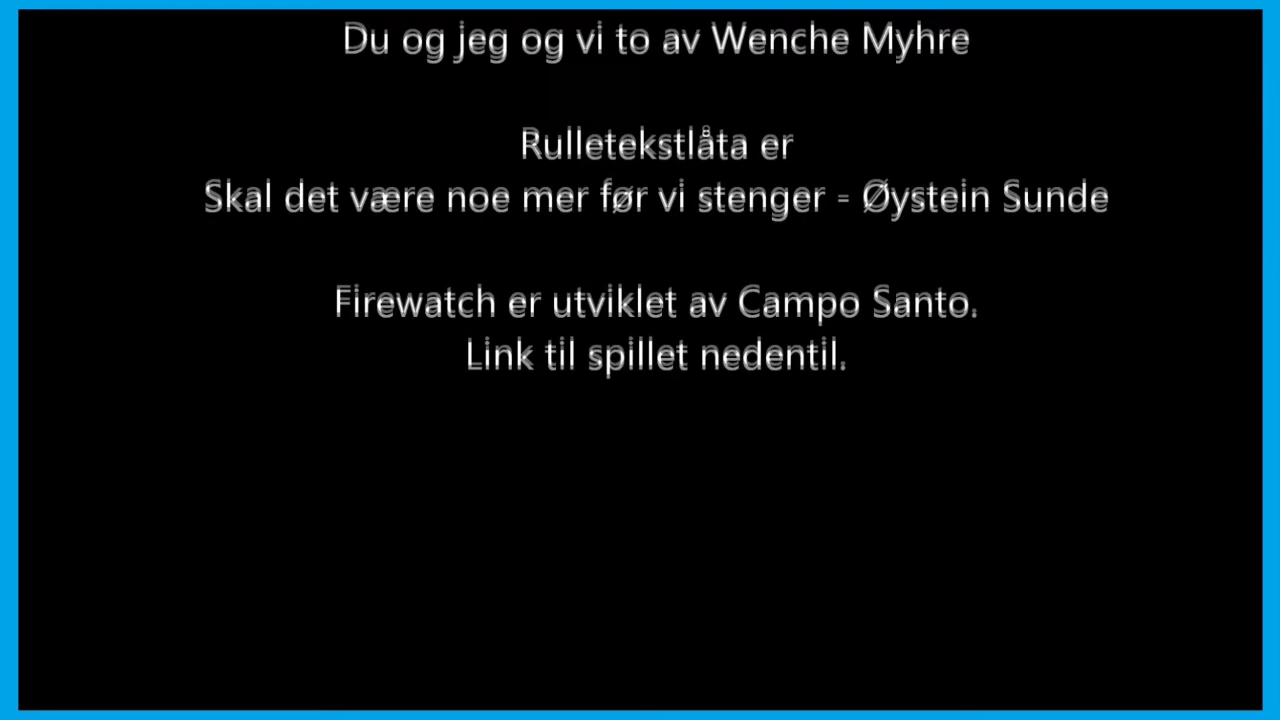 Du og jeg og vi to av Wenche Myhre
Rulletekstlåta er
Skal det være noe mer før vi stenger - Øystein Sunde
Firewatch er utviklet av Campo Santo.
Link til spillet nedentil.